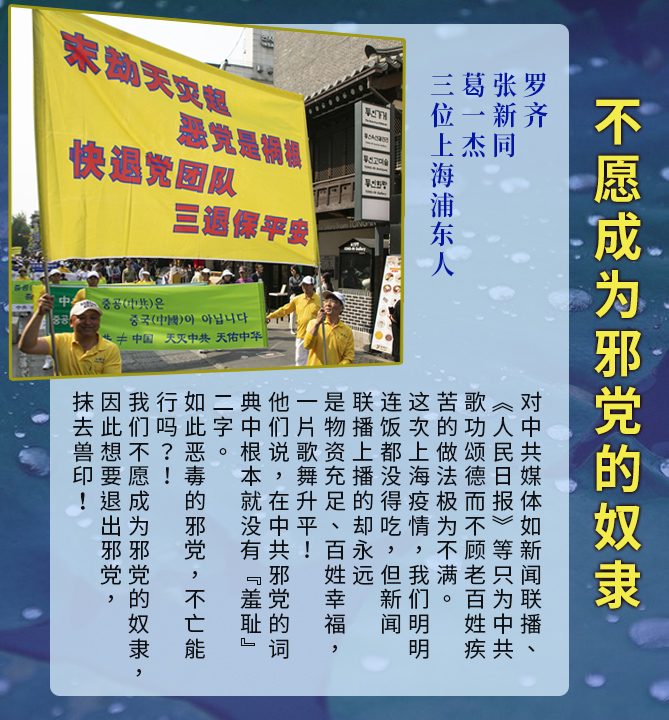 不愿成为邪党的奴隶
罗齐
张新同
葛一杰
三位上海浦东人
末劫天灾起
恶党是祸根
快退党团队
三退保平安
중공(中共)은
중국(中國)이 아닙니다
≠ 中国 天灭中共 天佑中华
对中共媒体如新闻联播、
《人民日报》等只为中共
歌功颂德而不顾老百姓疾
苦的做法极为不满。
这次上海疫情，我们明明
连饭都没得吃，但新闻
联播上播的却永远
是物资充足、百姓幸福，
一片歌舞升平！
他们说，在中共邪党的词
典中根本就没有『羞耻』
二字。
如此恶毒的邪党，不亡能
行吗？！
我们不愿成为邪党的奴隶，
因此想要退出邪党，
抹去兽印！